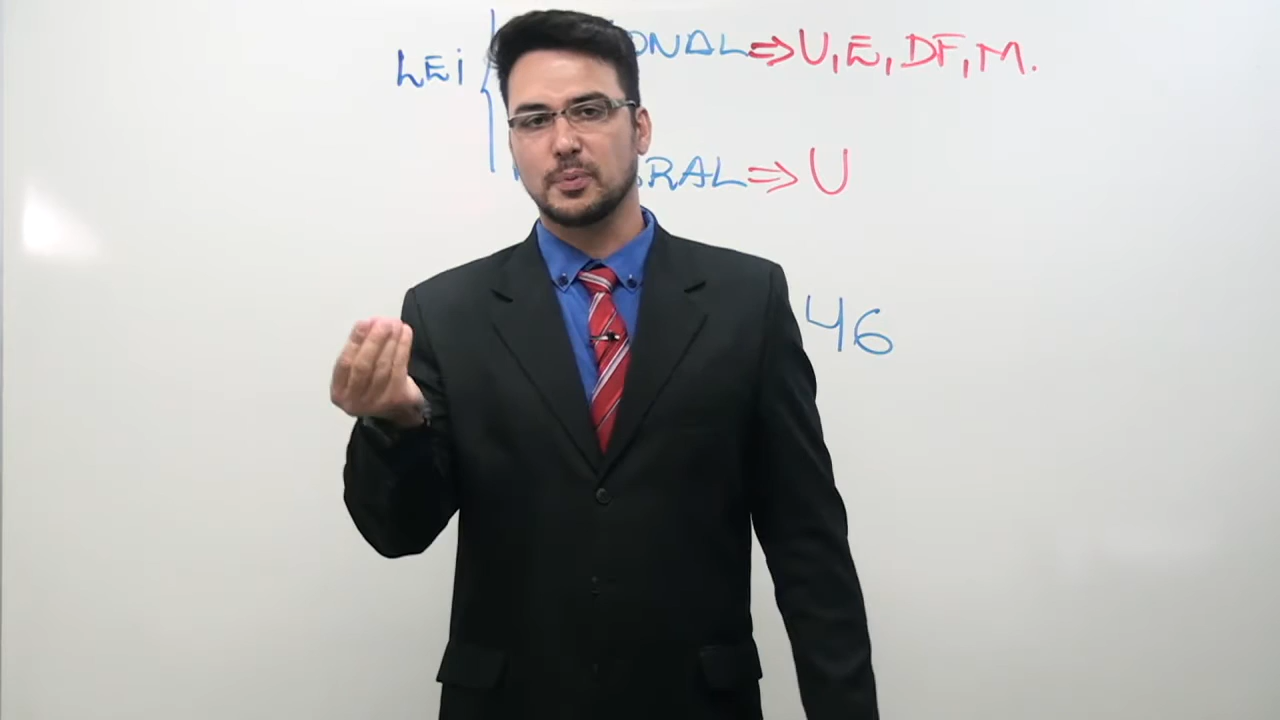 LEi { ONAL ⇒ U, E, DF, M.
RAL ⇒ U
46